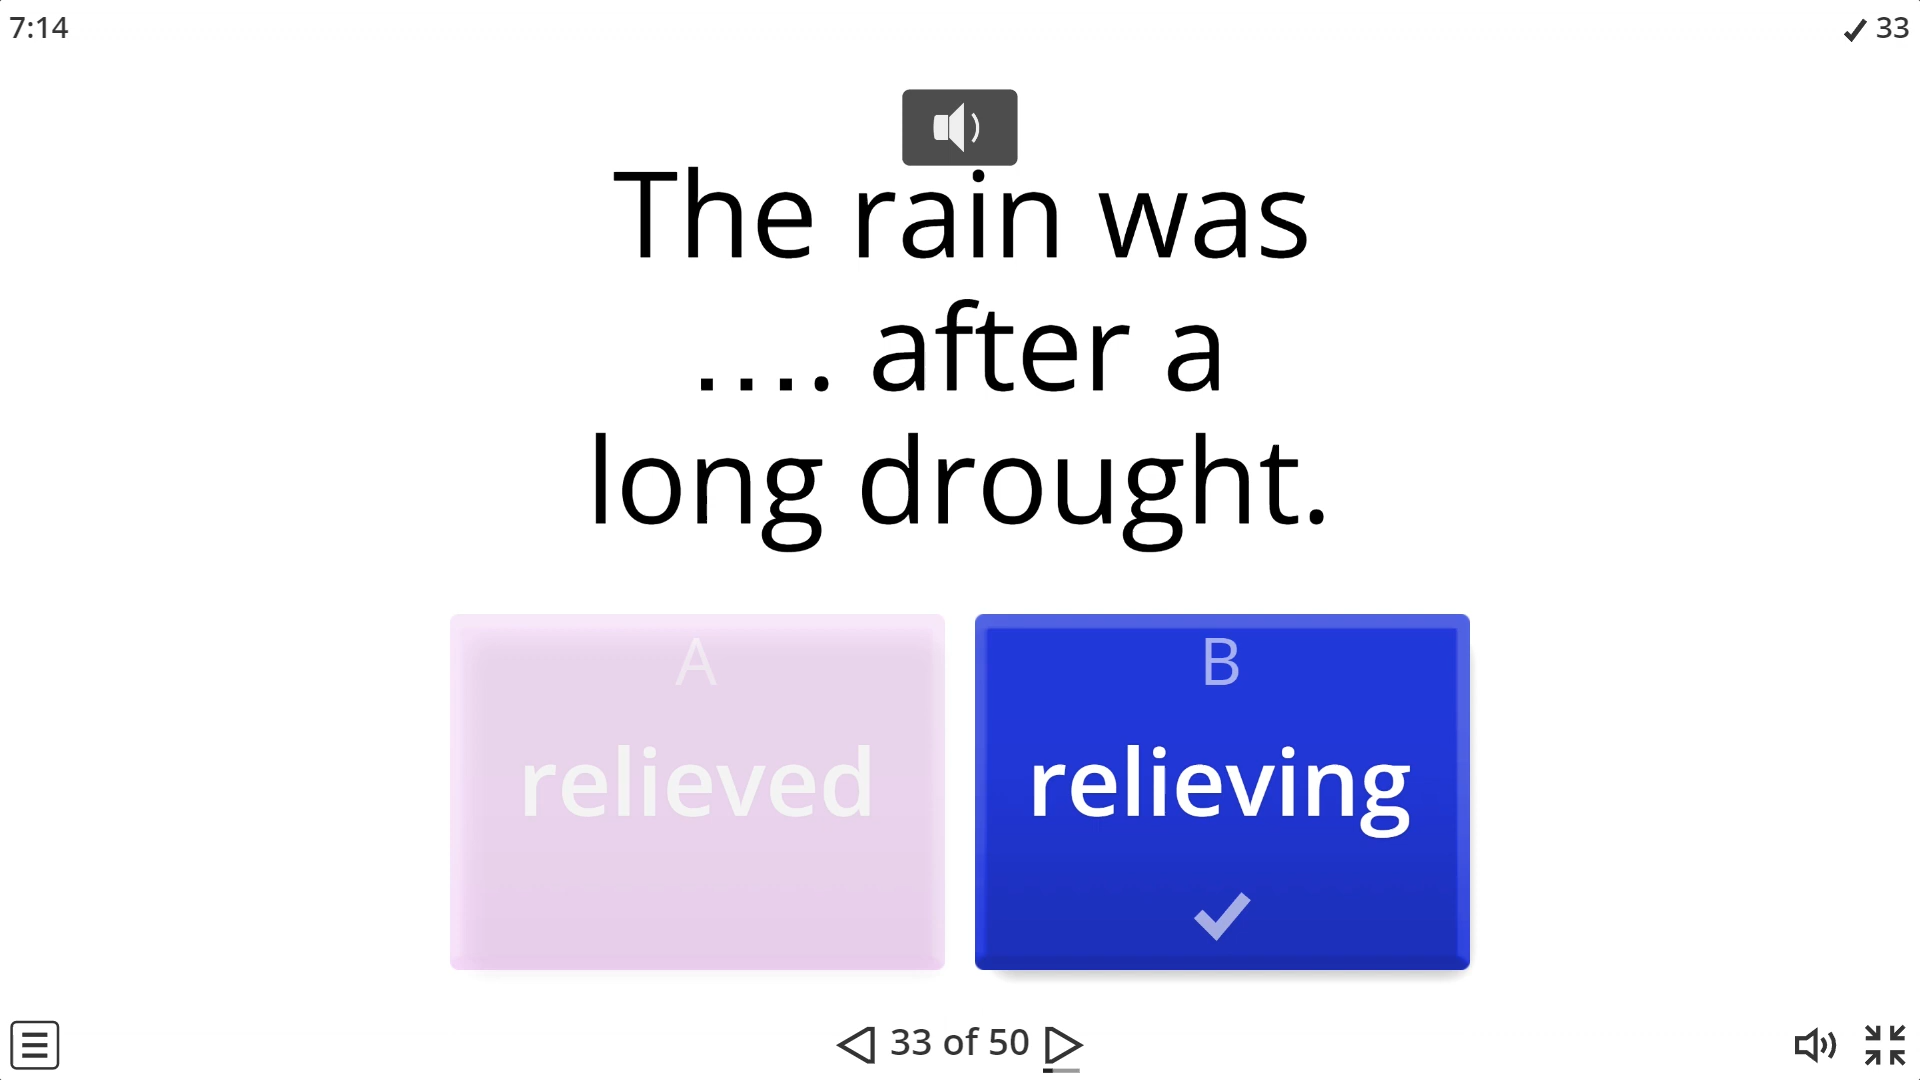 7:14
33
The rain was
.... after a
long drought.
A
relieved
B
relieving
33 of 50